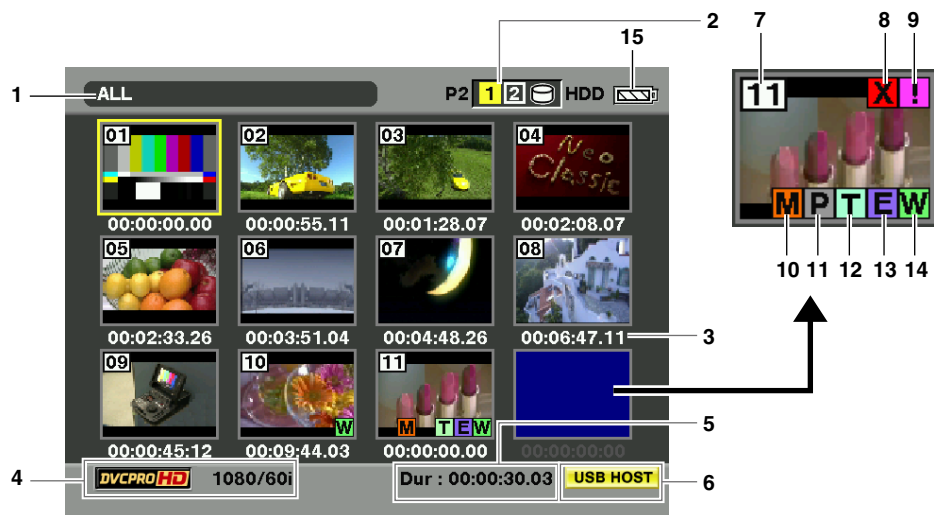 2
15
7
8
9
1
ALL
P2 1 2 HDD
11
X
!
01
02
03
04
Neo
Classic
00:00:00.00
00:00:55.11
00:01:28.07
00:02:08.07
M
P
T
E
W
10
11
12
13
14
05
06
07
08
00:02:33.26
00:03:51.04
00:04:48.26
00:06:47.11
3
09
10
W
11
M
T
E
W
5
00:00:45:12
00:09:44.03
00:00:00.00
00:00:00:00
4
DVCPRO HD
1080/60i
Dur : 00:00:30.03
USB HOST
6